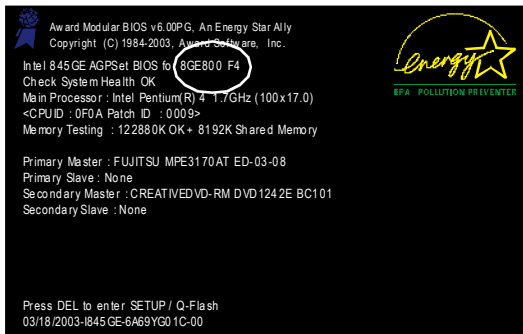 Award Modular BIOS v6.00PG, An Energy Star Ally
Copyright (C) 1984-2003, Award Software, Inc.
Intel 845GE AGPSet BIOS for 8GE800 F4
Check System Health OK
Main Processor : Intel Pentium(R) 4 1.7GHz (100x17.0)
<CPUID : 0F0A Patch ID : 0009>
Memory Testing : 122880K OK + 8192K Shared Memory
Primary Master : FUJITSU MPE3170AT ED-03-08
Primary Slave : None
Secondary Master : CREATIVEDVD-RM DVD1242E BC101
Secondary Slave : None
Press DEL to enter SETUP / Q-Flash
03/18/2003-I845GE-6A69YG01C-00
energy
EPA POLLUTION PREVENTER